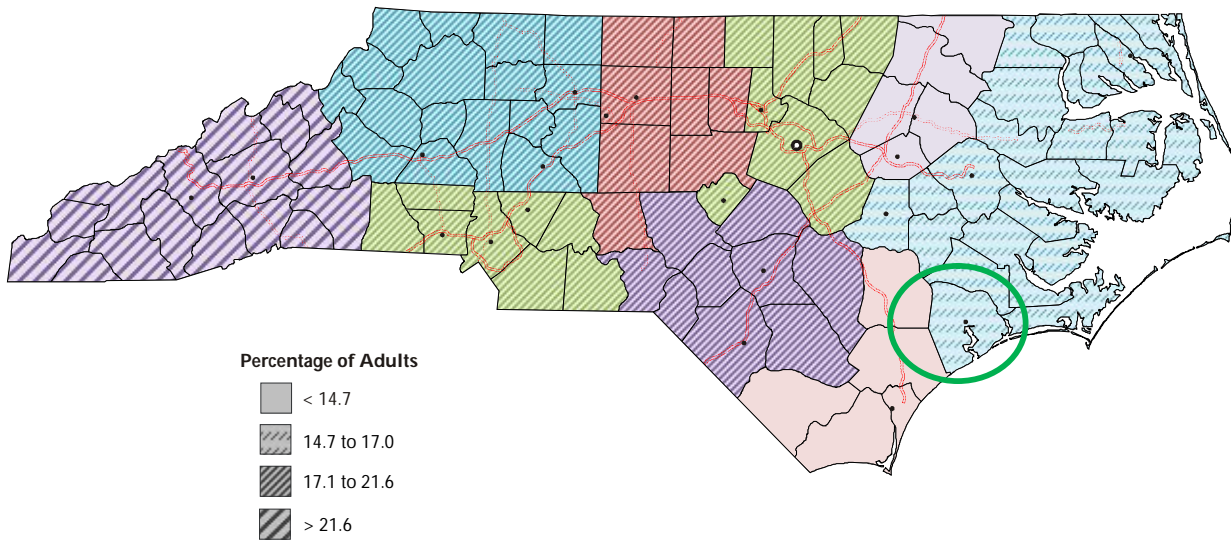 Percentage of Adults
< 14.7
14.7 to 17.0
17.1 to 21.6
> 21.6